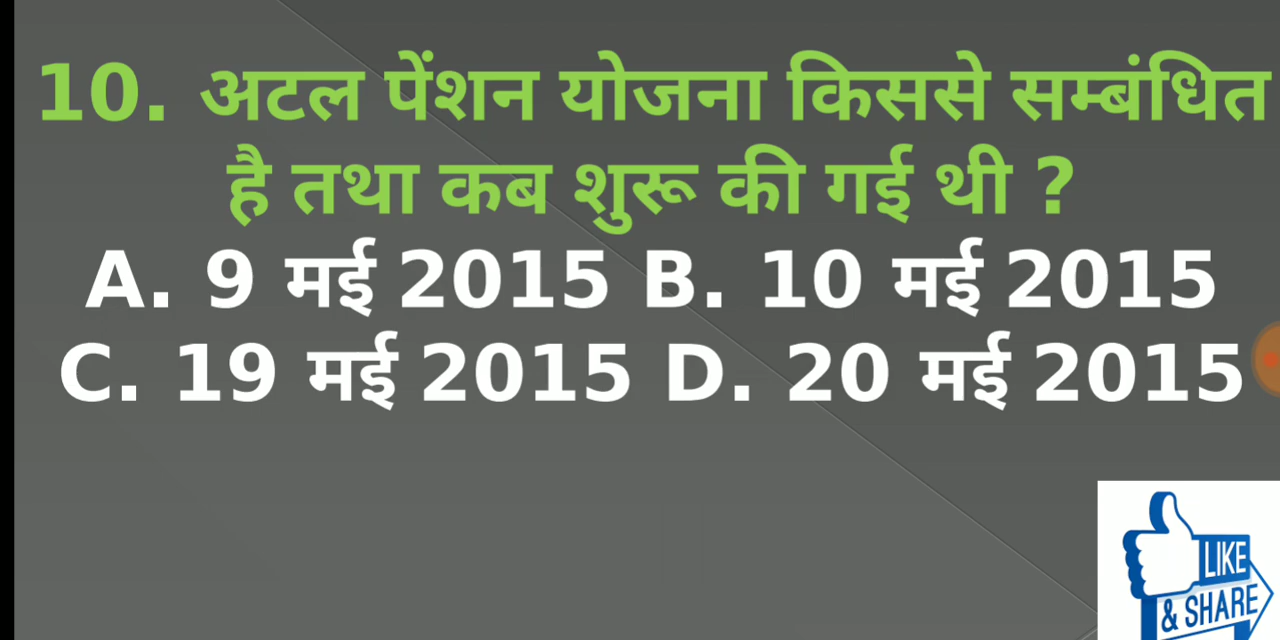 10. अटल पेंशन योजना किससे सम्बंधित
है तथा कब शुरू की गई थी ?
A. 9 मई 2015 B. 10 मई 2015
C. 19 मई 2015 D. 20 मई 2015
LIKE
& SHARE